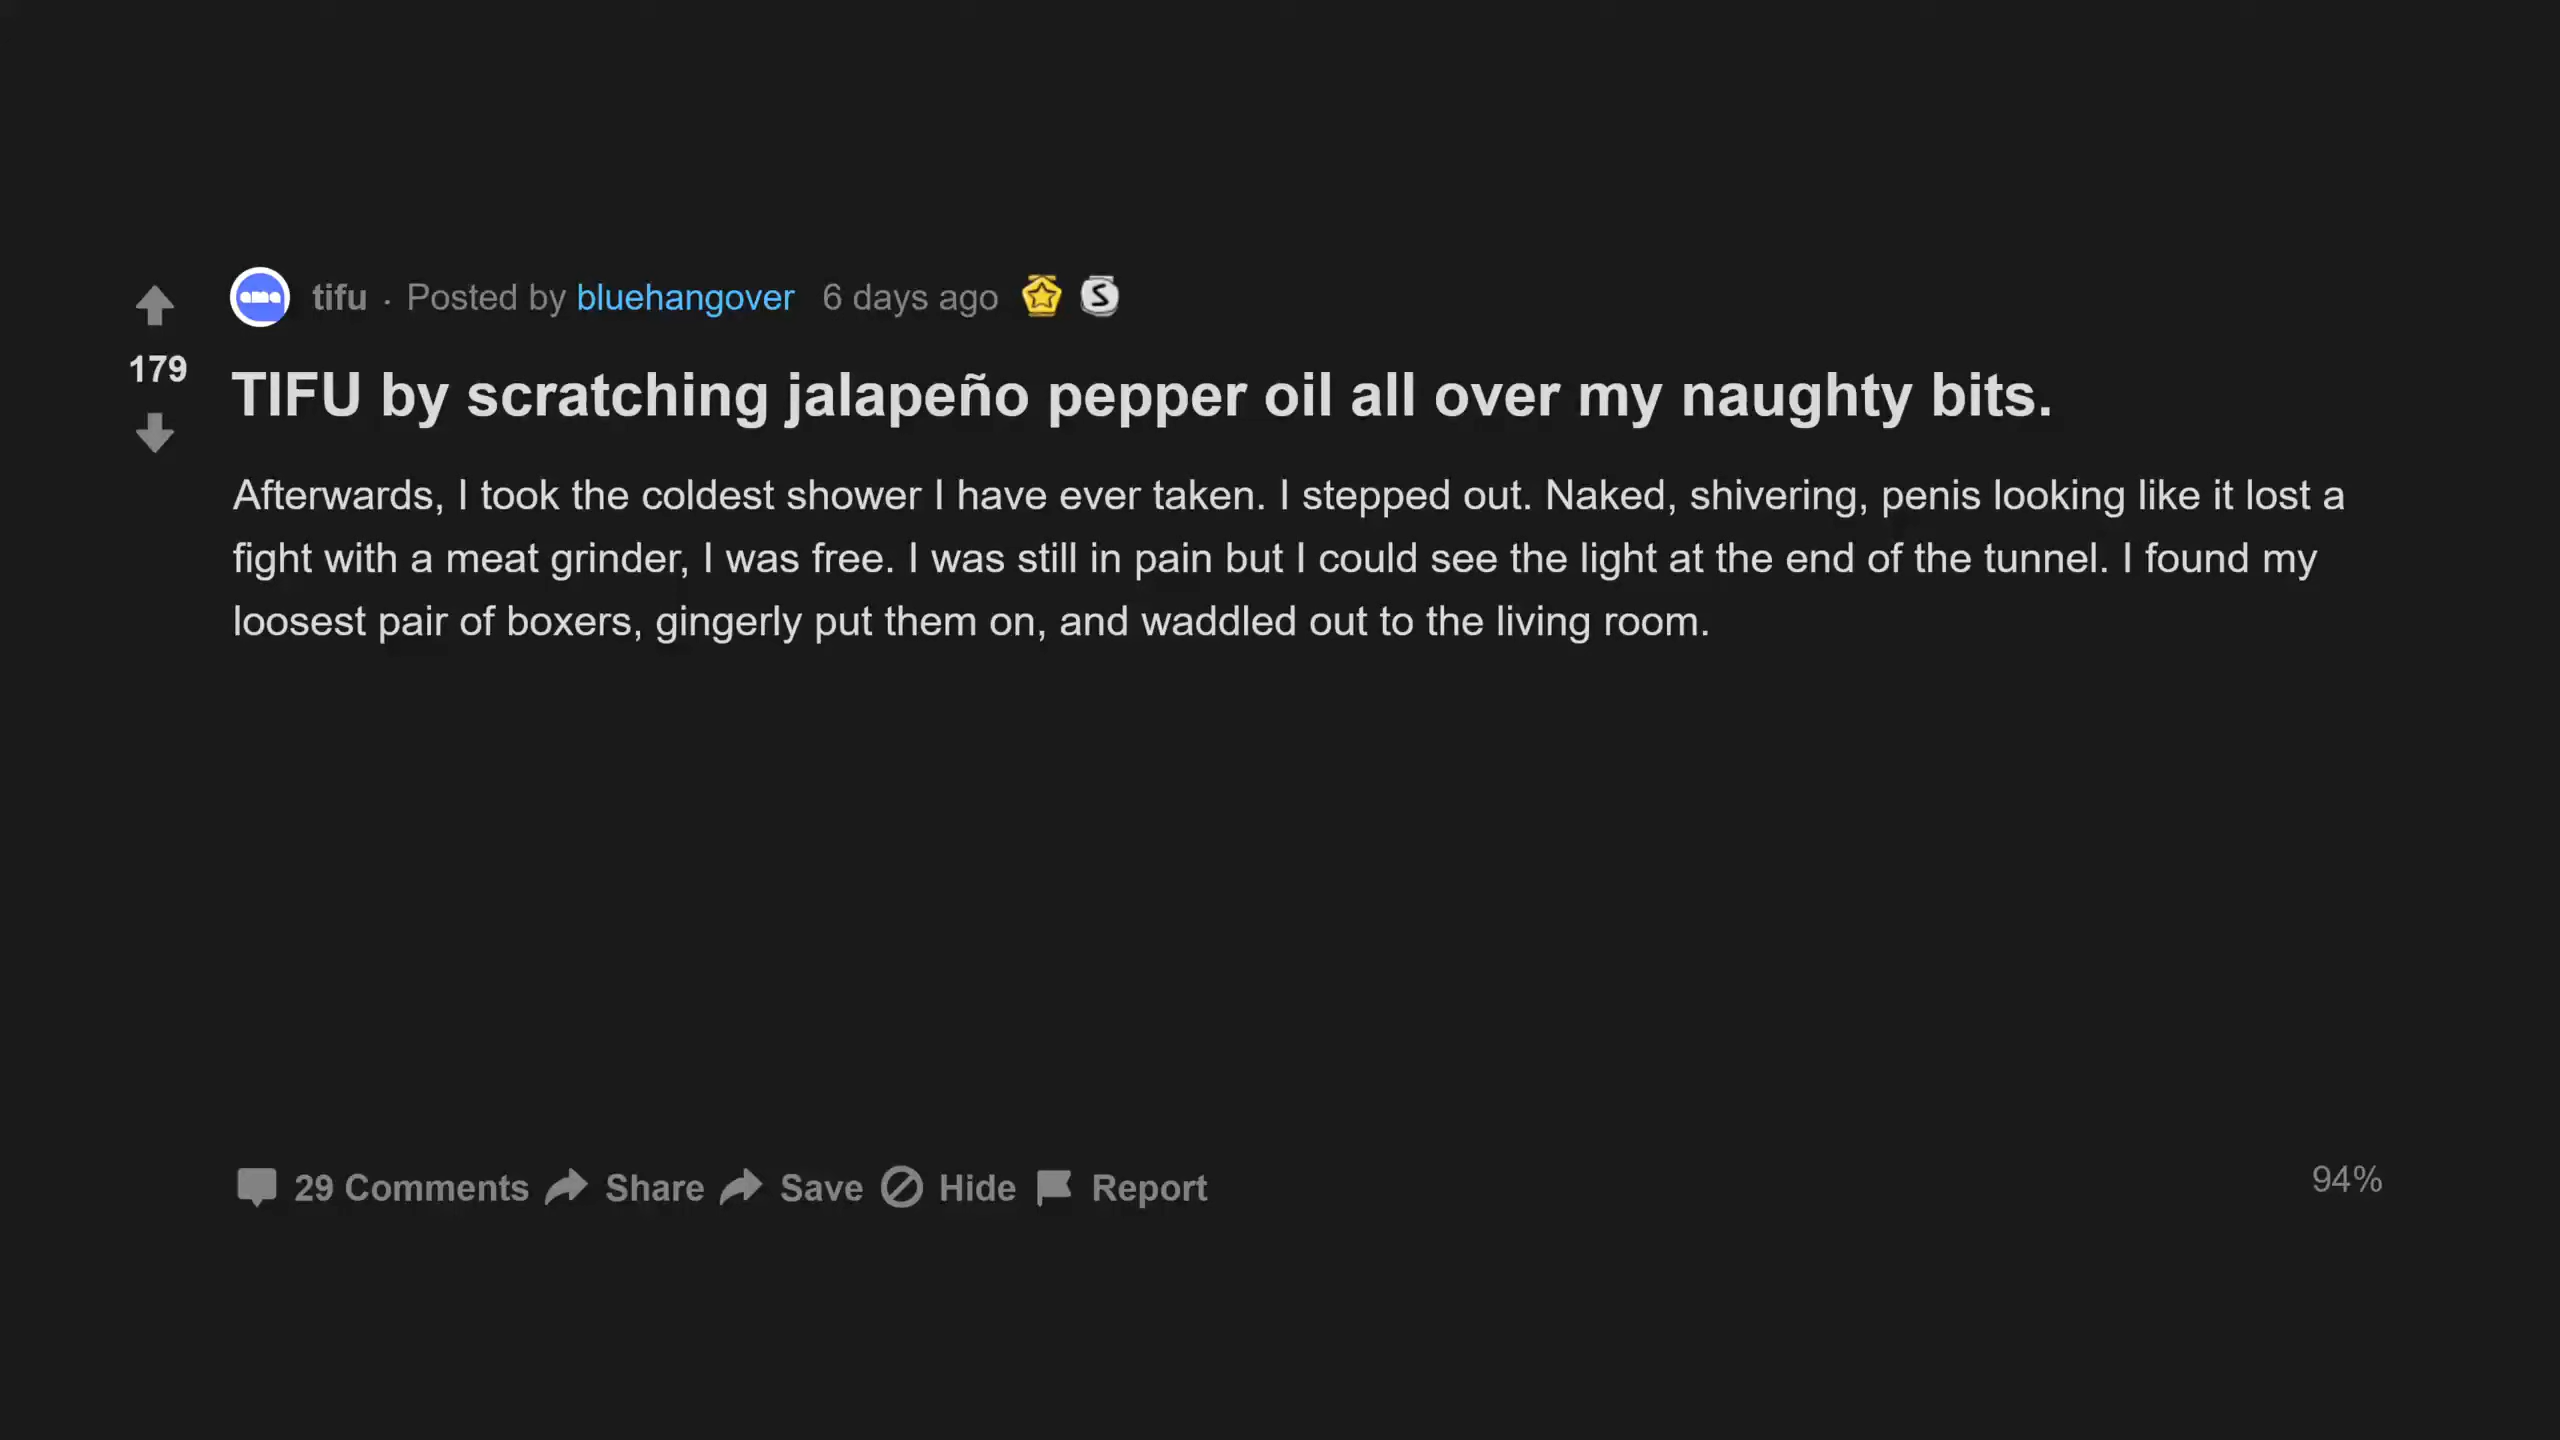 tifu · Posted by bluehangover 6 days ago
179
TIFU by scratching jalapeño pepper oil all over my naughty bits.
Afterwards, I took the coldest shower I have ever taken. I stepped out. Naked, shivering, penis looking like it lost a
fight with a meat grinder, I was free. I was still in pain but I could see the light at the end of the tunnel. I found my
loosest pair of boxers, gingerly put them on, and waddled out to the living room.
29 Comments Share Save Hide Report
94%